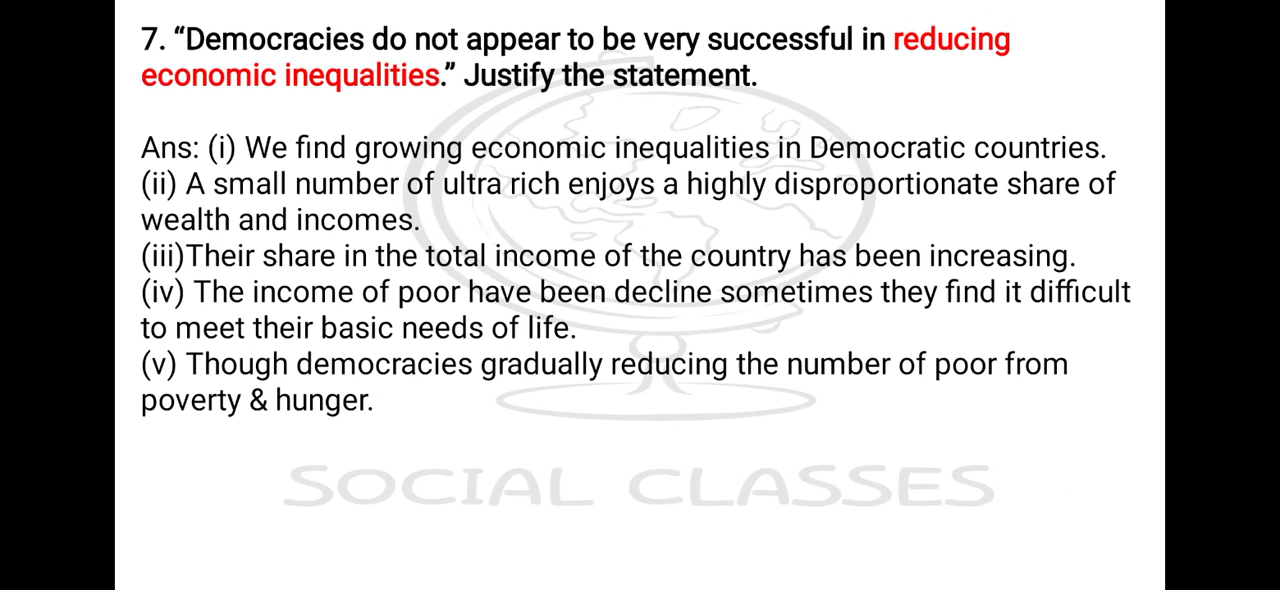 7. “Democracies do not appear to be very successful in reducing
economic inequalities.” Justify the statement.
Ans: (i) We find growing economic inequalities in Democratic countries.
(ii) A small number of ultra rich enjoys a highly disproportionate share of
wealth and incomes.
(iii)Their share in the total income of the country has been increasing.
(iv) The income of poor have been decline sometimes they find it difficult
to meet their basic needs of life.
(v) Though democracies gradually reducing the number of poor from
poverty & hunger.
SOCIAL CLASSES